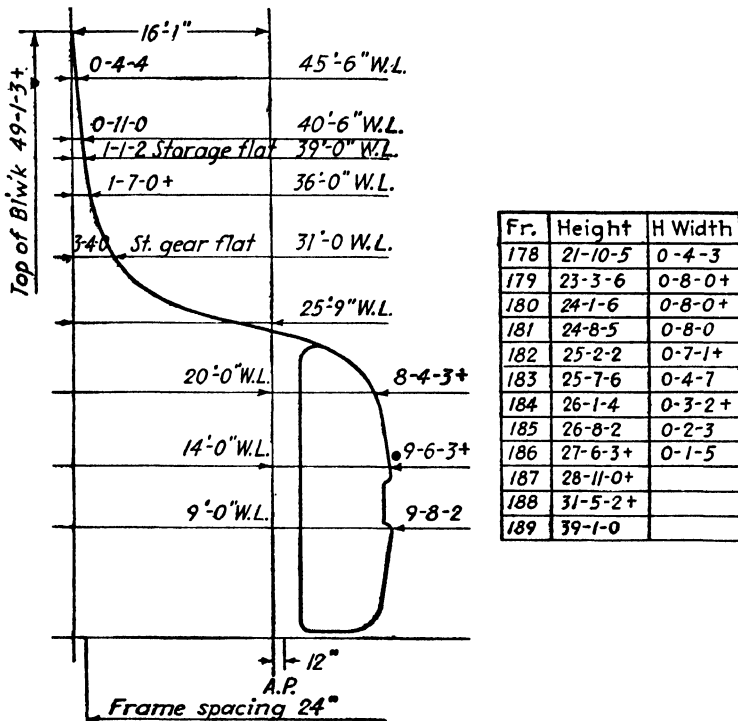 16'-1"
Top of Bl'w'k 49-1-3+
0-4-4 45'-6" W.L.
0-11-0 40'-6" W.L.
1-1-2 Storage flat 39'-0" W.L.
1-7-0+ 36'-0" W.L.
3-4-0 St. gear flat 31'-0 W.L.
25'-9" W.L.
20'-0" W.L. 8-4-3+
14'-0" W.L. 9-6-3+
9'-0" W.L. 9-8-2
12"
A.P.
Frame spacing 24"
Fr. Height H Width
178 21-10-5 0-4-3
179 23-3-6 0-8-0+
180 24-1-6 0-8-0+
181 24-8-5 0-8-0
182 25-2-2 0-7-1+
183 25-7-6 0-4-7
184 26-1-4 0-3-2+
185 26-8-2 0-2-3
186 27-6-3+ 0-1-5
187 28-11-0+
188 31-5-2+
189 39-1-0